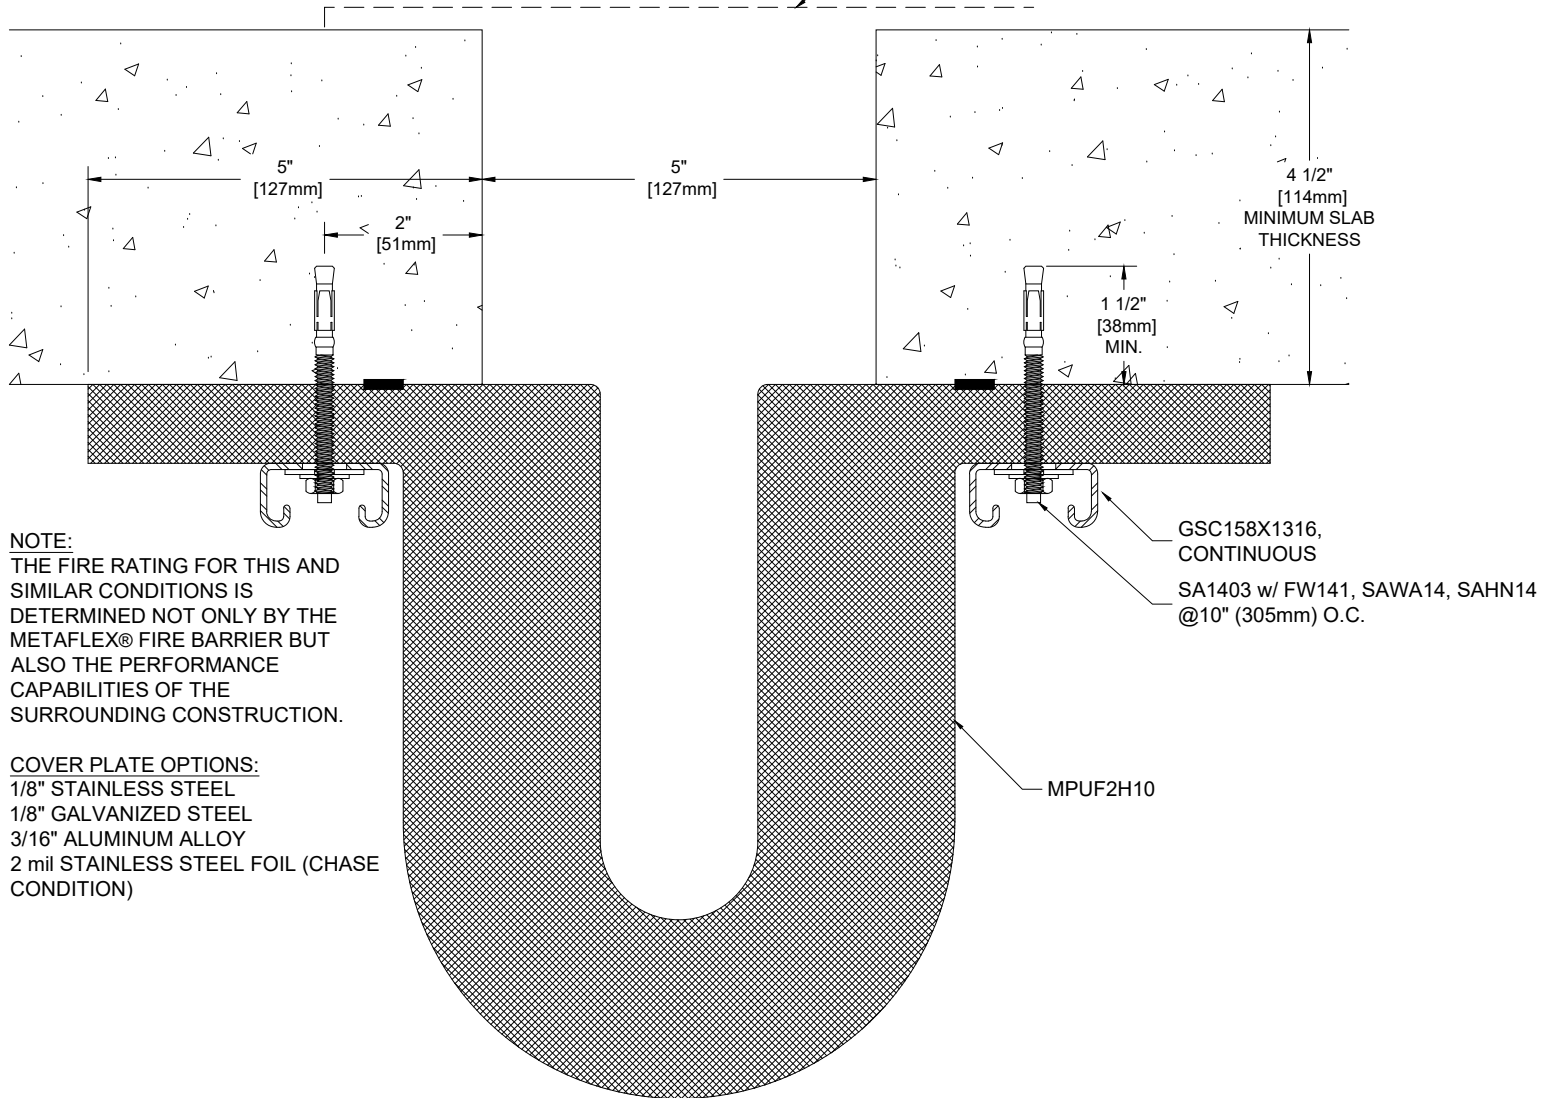 5"
[127mm]
5"
[127mm]
2"
[51mm]
4 1/2"
[114mm]
MINIMUM SLAB
THICKNESS
1 1/2"
[38mm]
MIN.
GSC158X1316,
CONTINUOUS
SA1403 w/ FW141, SAWA14, SAHN14
@10" (305mm) O.C.
MPUF2H10
NOTE:
THE FIRE RATING FOR THIS AND
SIMILAR CONDITIONS IS
DETERMINED NOT ONLY BY THE
METAFLEX® FIRE BARRIER BUT
ALSO THE PERFORMANCE
CAPABILITIES OF THE
SURROUNDING CONSTRUCTION.
COVER PLATE OPTIONS:
1/8" STAINLESS STEEL
1/8" GALVANIZED STEEL
3/16" ALUMINUM ALLOY
2 mil STAINLESS STEEL FOIL (CHASE
CONDITION)